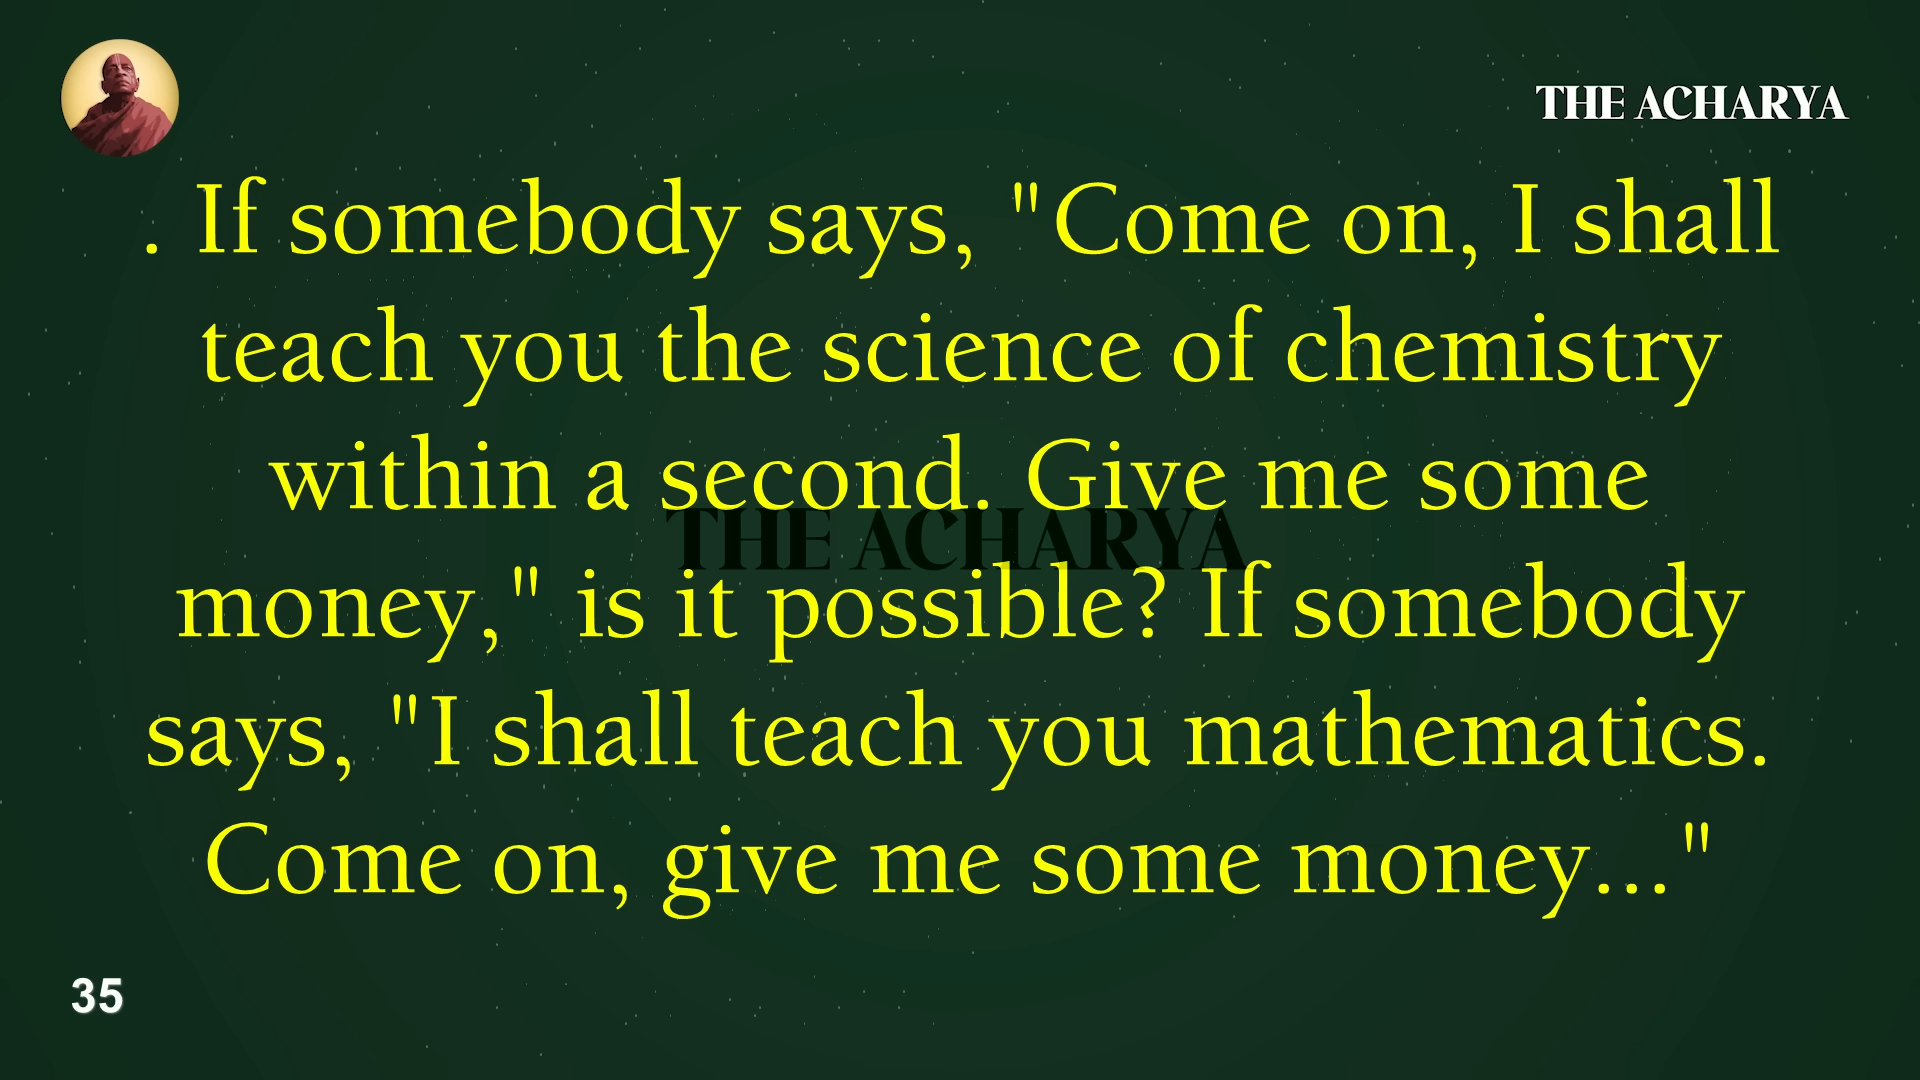 THE ACHARYA
. If somebody says, "Come on, I shall
teach you the science of chemistry
within a second. Give me some
THE ACHARYA
money," is it possible? If somebody
says, "I shall teach you mathematics.
Come on, give me some money..."
35